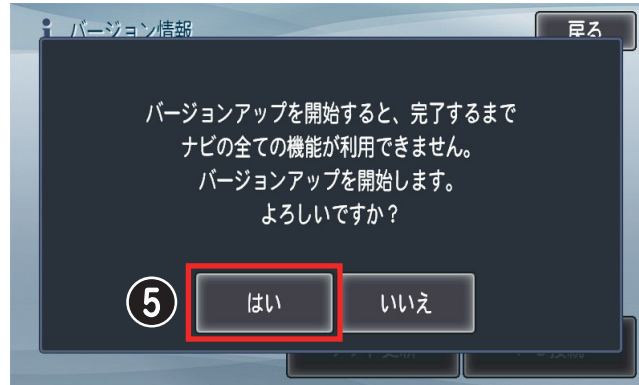 バージョン情報
戻る
バージョンアップを開始すると、完了するまで
ナビの全ての機能が利用できません。
バージョンアップを開始します。
よろしいですか？
⑤
はい
いいえ